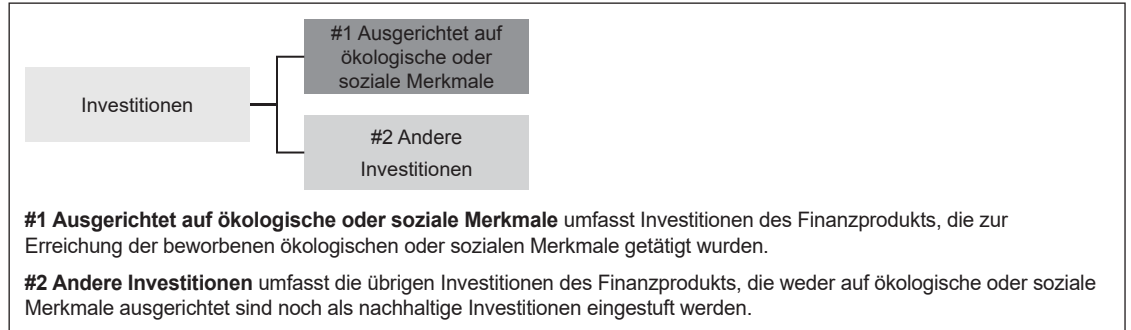 #1 Ausgerichtet auf
ökologische oder
soziale Merkmale
Investitionen
#2 Andere
Investitionen
#1 Ausgerichtet auf ökologische oder soziale Merkmale umfasst Investitionen des Finanzprodukts, die zur
Erreichung der beworbenen ökologischen oder sozialen Merkmale getätigt wurden.
#2 Andere Investitionen umfasst die übrigen Investitionen des Finanzprodukts, die weder auf ökologische oder soziale
Merkmale ausgerichtet sind noch als nachhaltige Investitionen eingestuft werden.